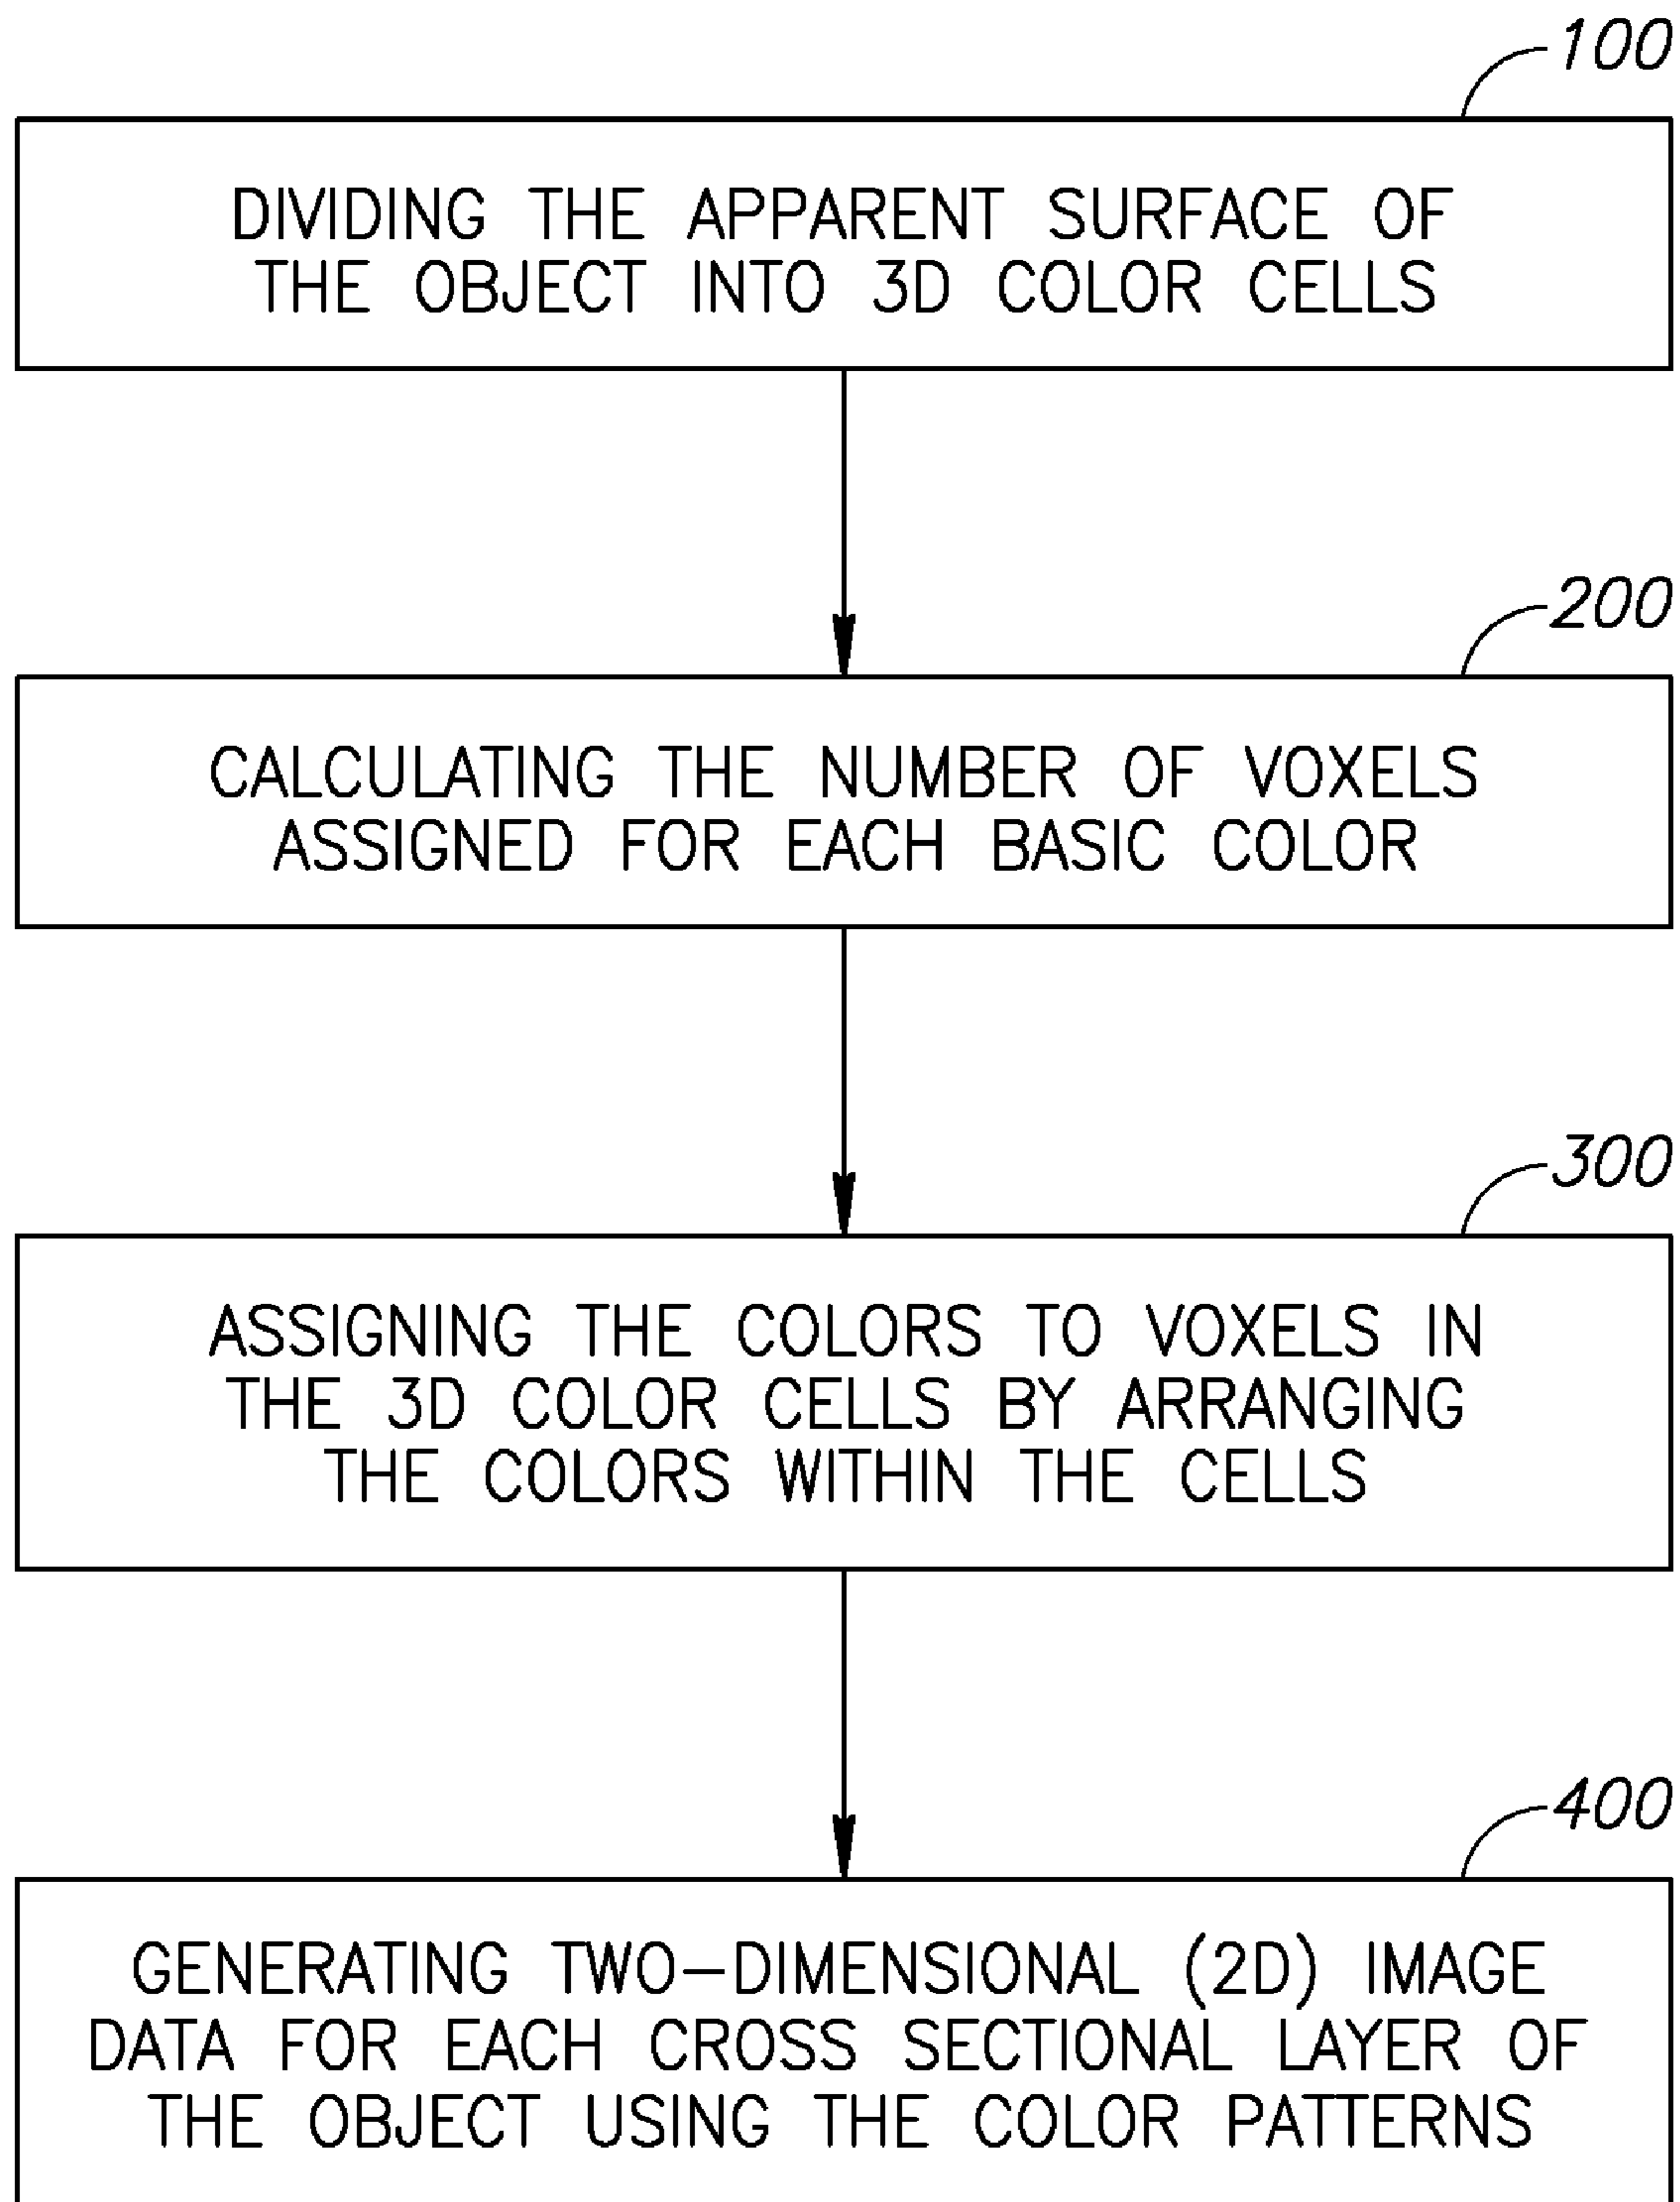 100
DIVIDING THE APPARENT SURFACE OF
THE OBJECT INTO 3D COLOR CELLS
200
CALCULATING THE NUMBER OF VOXELS
ASSIGNED FOR EACH BASIC COLOR
300
ASSIGNING THE COLORS TO VOXELS IN
THE 3D COLOR CELLS BY ARRANGING
THE COLORS WITHIN THE CELLS
400
GENERATING TWO-DIMENSIONAL (2D) IMAGE
DATA FOR EACH CROSS SECTIONAL LAYER OF
THE OBJECT USING THE COLOR PATTERNS